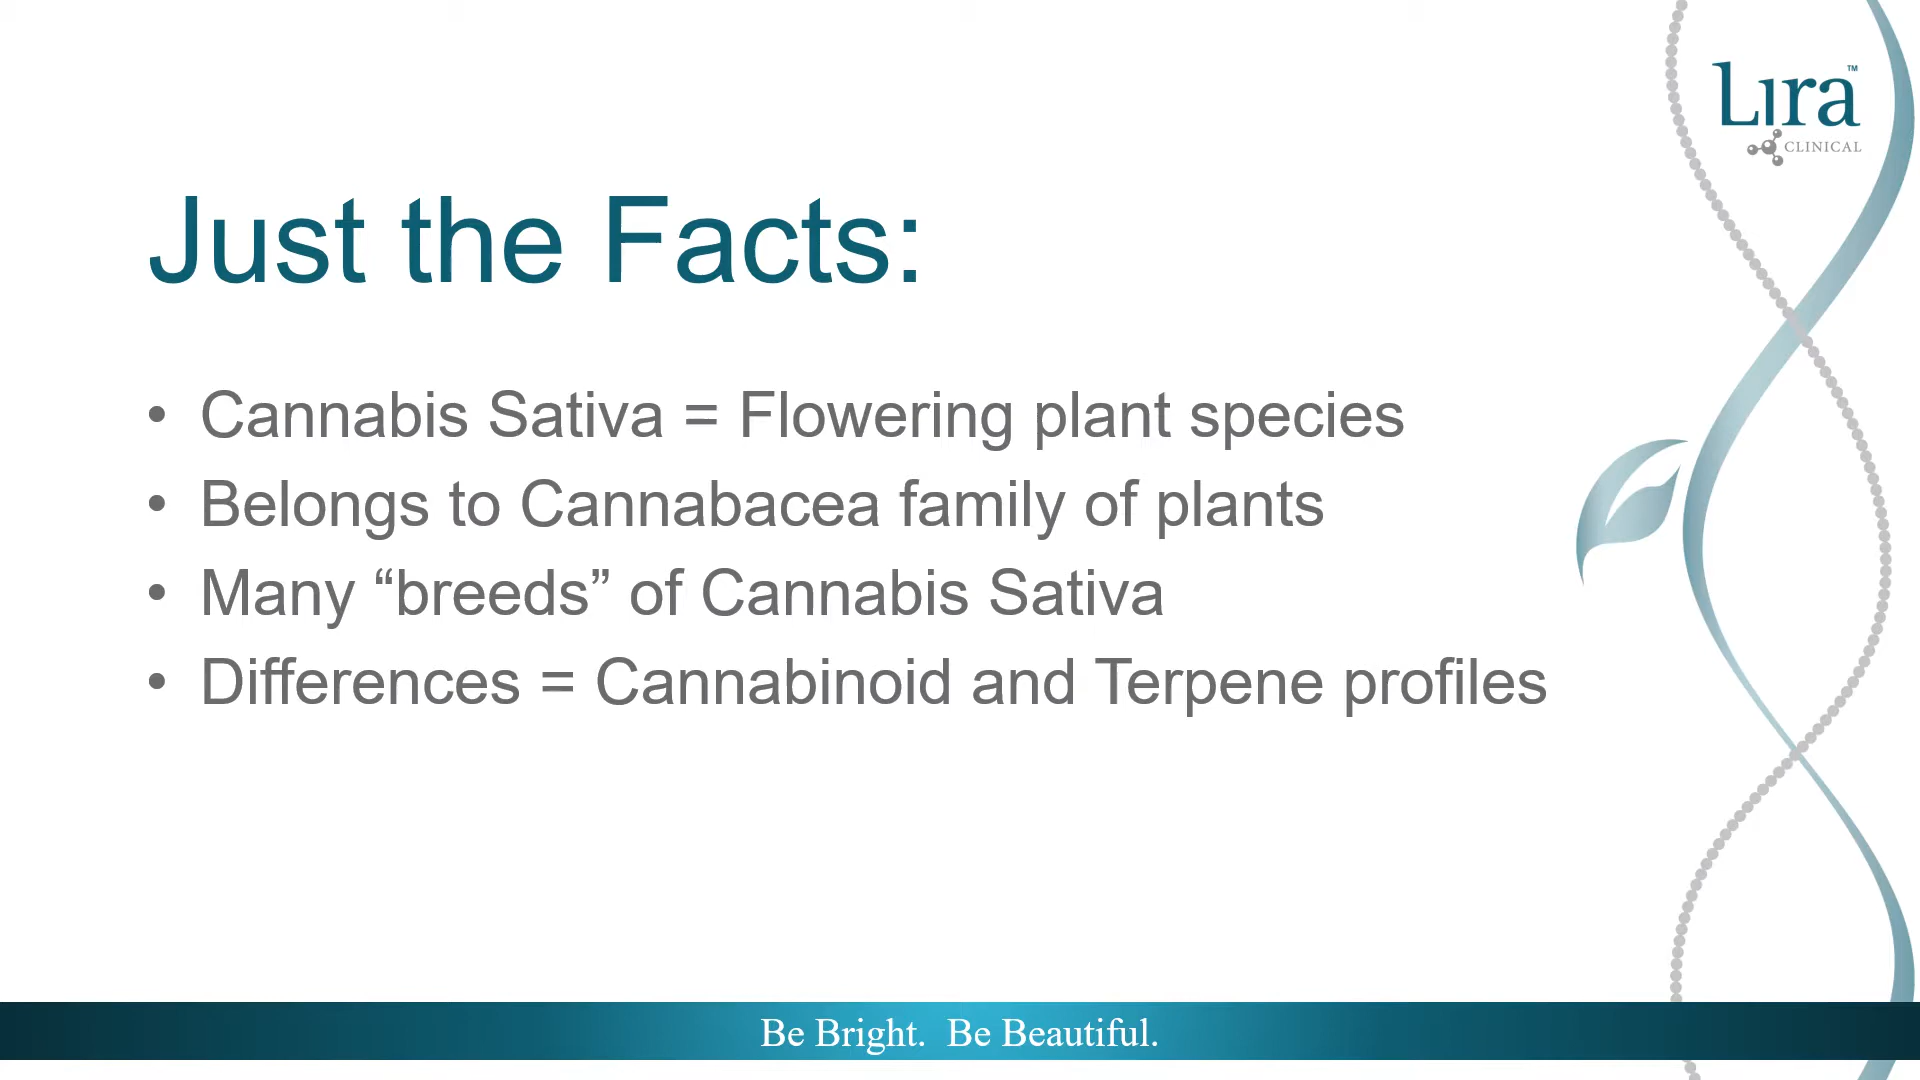 Lira™
CLINICAL
Just the Facts:
• Cannabis Sativa = Flowering plant species
• Belongs to Cannabacea family of plants
• Many “breeds” of Cannabis Sativa
• Differences = Cannabinoid and Terpene profiles
Be Bright.  Be Beautiful.